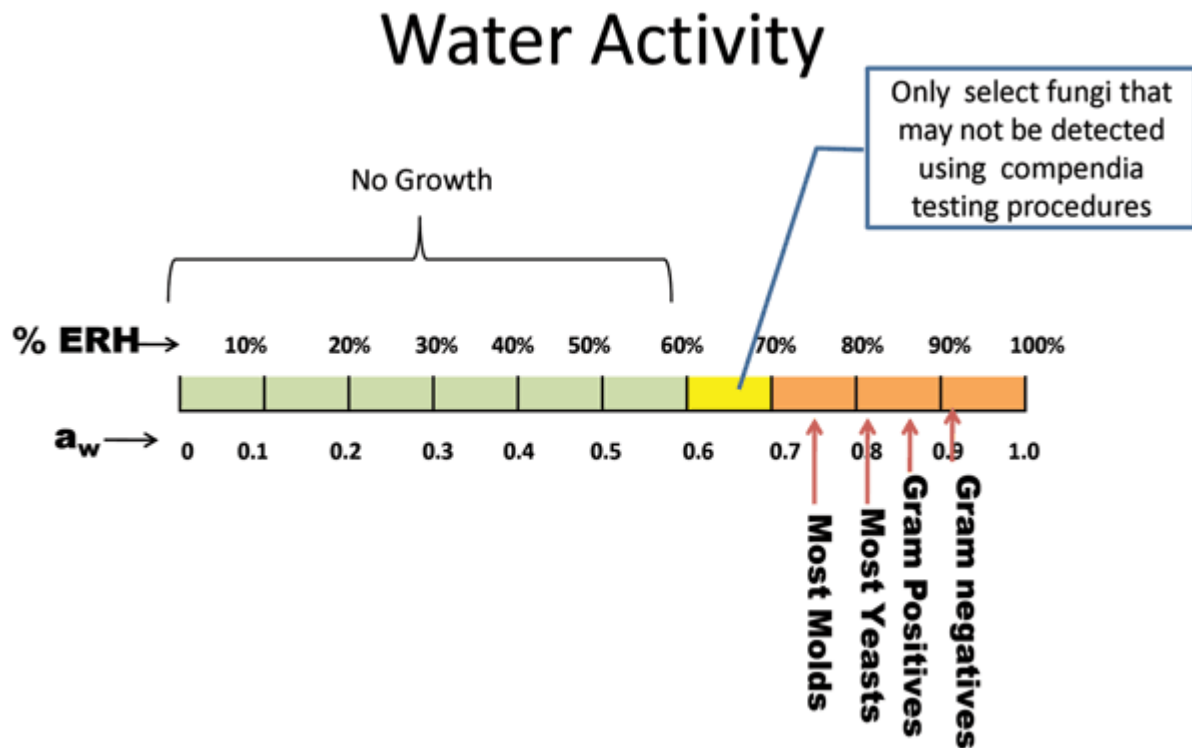 Water Activity
Only select fungi that
may not be detected
using compendia
testing procedures
No Growth
% ERH
10% 20% 30% 40% 50% 60% 70% 80% 90% 100%
aw
0 0.1 0.2 0.3 0.4 0.5 0.6 0.7 0.8 0.9 1.0
Most Molds
Most Yeasts
Gram Positives
Gram negatives